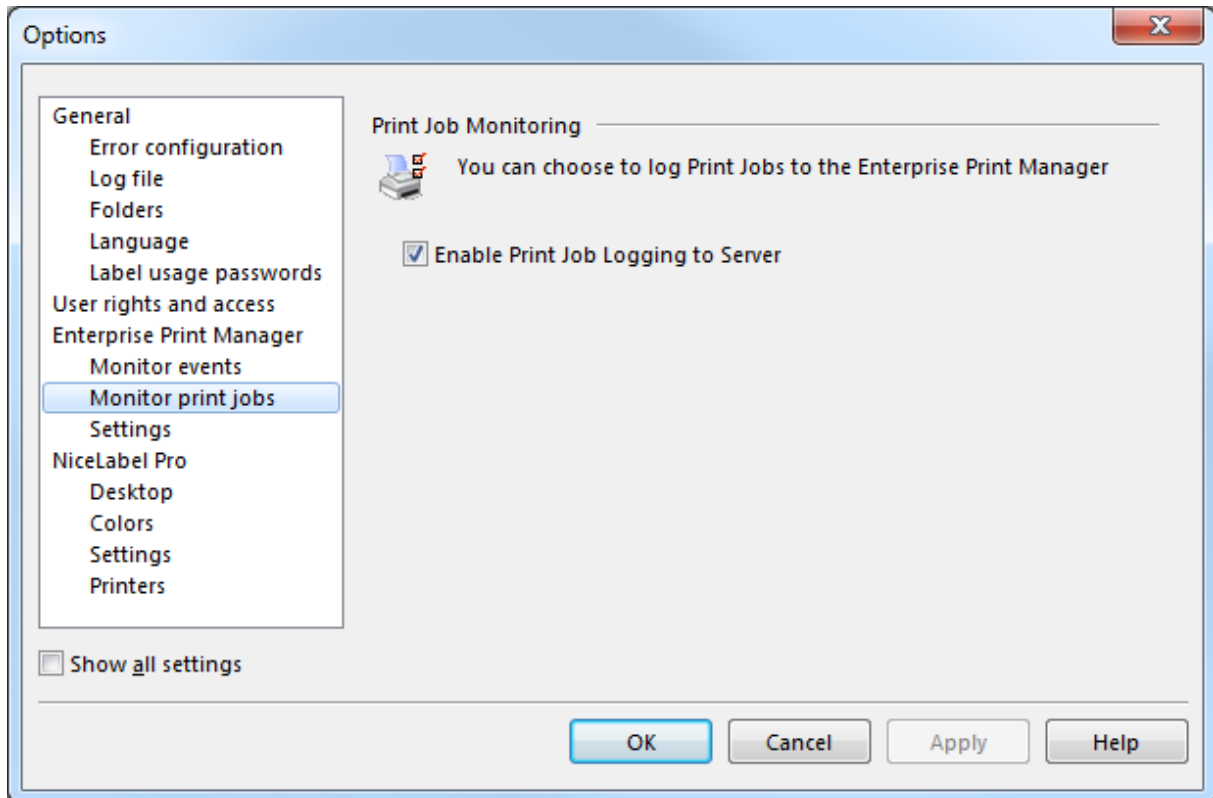 Options
General
Error configuration
Log file
Folders
Language
Label usage passwords
User rights and access
Enterprise Print Manager
Monitor events
Monitor print jobs
Settings
NiceLabel Pro
Desktop
Colors
Settings
Printers
Show all settings
Print Job Monitoring
You can choose to log Print Jobs to the Enterprise Print Manager
Enable Print Job Logging to Server
OK
Cancel
Apply
Help